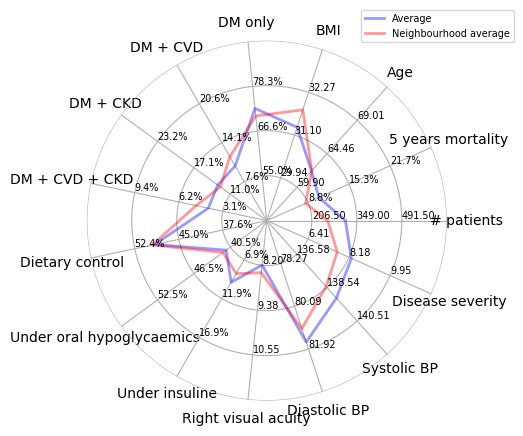 Average
Neighbourhood average
DM only
BMI
DM + CVD
Age
DM + CKD
5 years mortality
DM + CVD + CKD
# patients
Dietary control
Disease severity
Under oral hypoglycaemics
Systolic BP
Under insuline
Diastolic BP
Right visual acuity
78.3%
32.27
20.6%
69.01
66.6%
31.10
14.1%
64.46
23.2%
21.7%
17.1%
15.3%
55.0%
29.94
7.6%
59.90
11.0%
8.8%
9.4%
6.2%
3.1%
206.50
349.00
491.50
37.6%
45.0%
52.4%
6.41
8.18
9.95
40.5%
46.5%
52.5%
136.58
138.54
140.51
6.9%
11.9%
16.9%
8.20
9.38
10.55
78.27
80.09
81.92